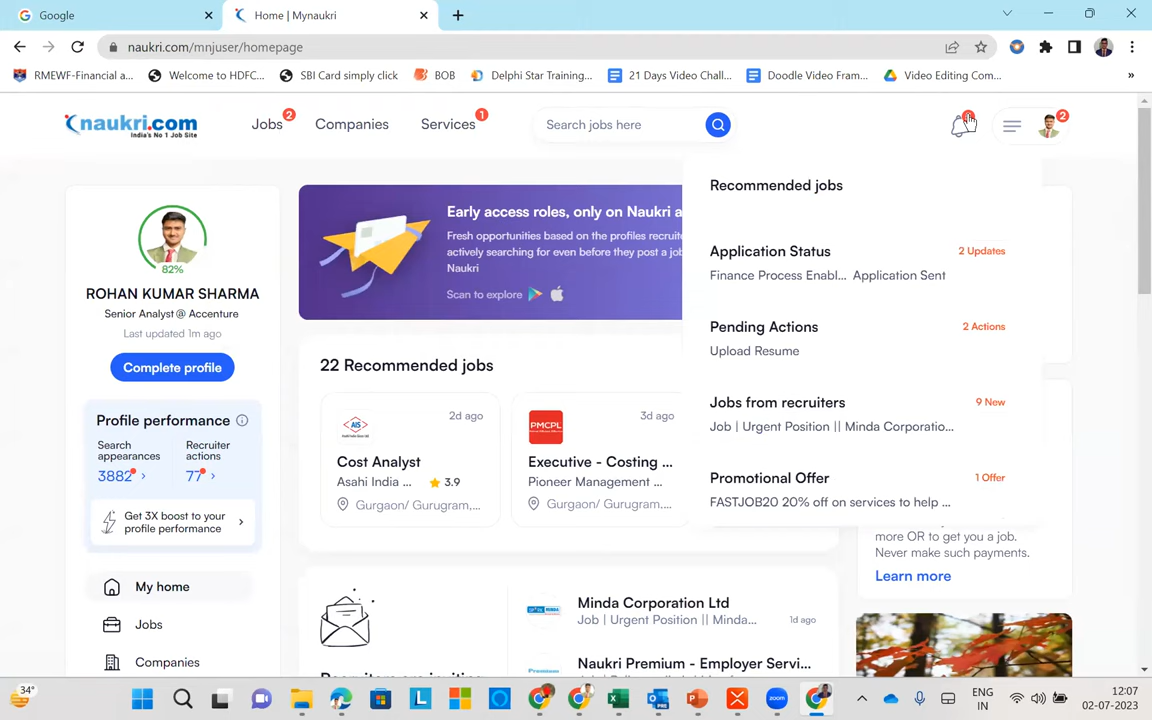 Google
Home | Mynaukri
naukri.com/mnjuser/homepage
RMEWF-Financial a...
Welcome to HDFC...
SBI Card simply click
BOB
Delphi Star Training...
21 Days Video Chall...
Doodle Video Fram...
Video Editing Com...
»
naukri.com
India's No 1 Job Site
Jobs
2
Companies
Services
1
Search jobs here
2
Recommended jobs
Application Status
2 Updates
Finance Process Enabl... Application Sent
Pending Actions
2 Actions
Upload Resume
Jobs from recruiters
9 New
Job | Urgent Position || Minda Corporatio...
Promotional Offer
1 Offer
FASTJOB20 20% off on services to help ...
82%
ROHAN KUMAR SHARMA
Senior Analyst @ Accenture
Last updated 1m ago
Complete profile
Profile performance
Search
appearances
3882
Recruiter
actions
77
Get 3X boost to your
profile performance
My home
Jobs
Companies
Early access roles, only on Naukri a
Fresh opportunities based on the profiles recruite
actively searching for even before they post a job
Naukri
Scan to explore
22 Recommended jobs
AIS
2d ago
Cost Analyst
Asahi India ...
3.9
Gurgaon/ Gurugram,...
PMCPL
3d ago
Executive - Costing ...
Pioneer Management ...
Gurgaon/ Gurugram,...
Minda Corporation Ltd
Job | Urgent Position || Minda...
1d ago
Naukri Premium - Employer Servi...
more OR to get you a job.
Never make such payments.
Learn more
34°
ENG
IN
12:07
02-07-2023